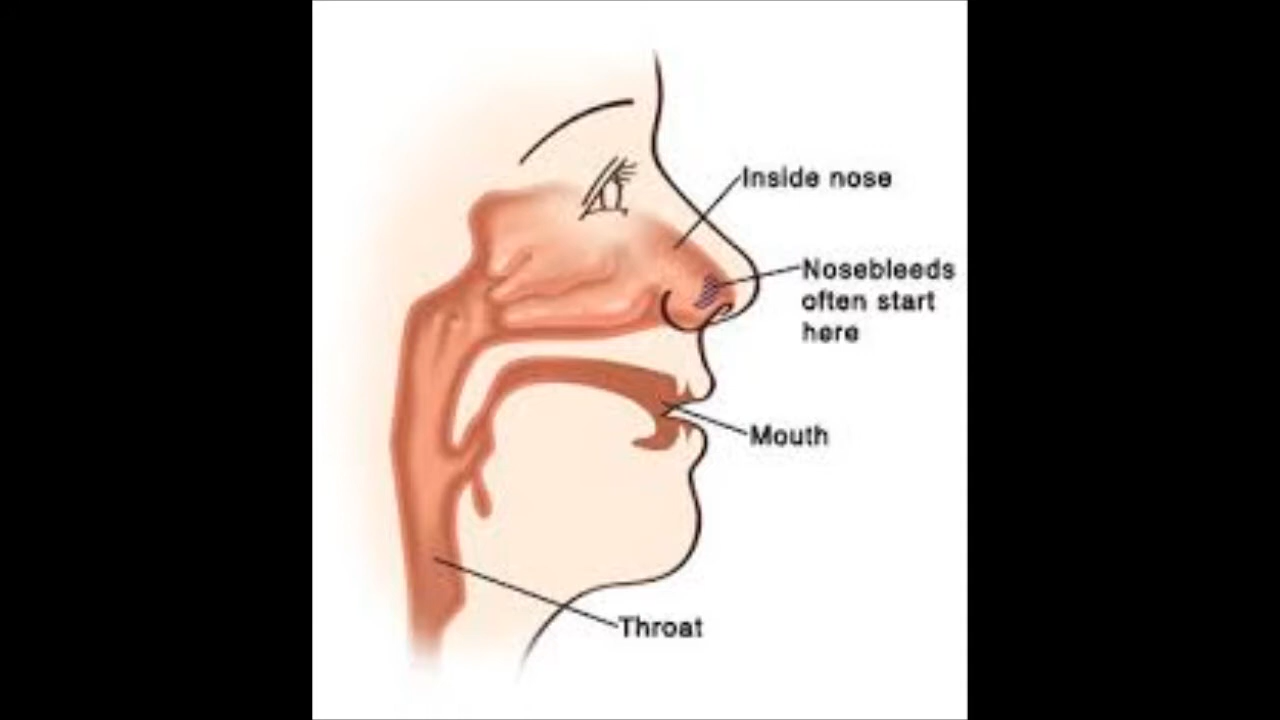 Inside nose
Nosebleeds
often start
here
Mouth
Throat